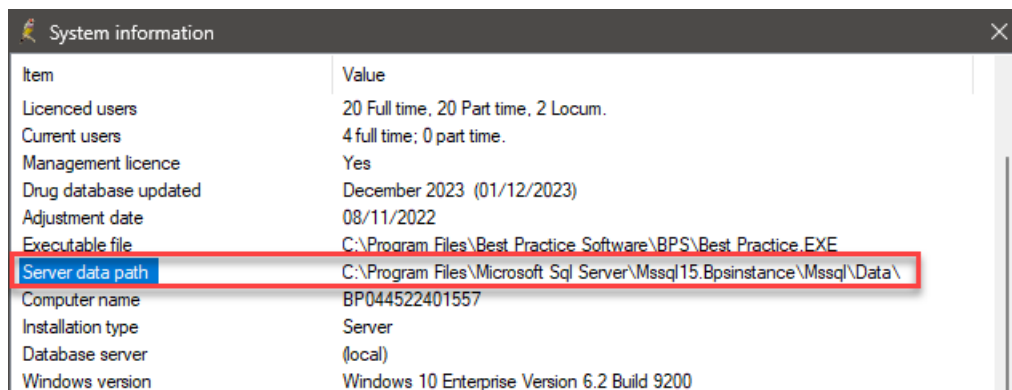 System information
Item Value
Licenced users 20 Full time, 20 Part time, 2 Locum.
Current users 4 full time; 0 part time.
Management licence Yes
Drug database updated December 2023 (01/12/2023)
Adjustment date 08/11/2022
Executable file C:\Program Files\Best Practice Software\BPS\Best Practice.EXE
Server data path C:\Program Files\Microsoft Sql Server\Mssql15.Bpsinstance\Mssql\Data\
Computer name BP044522401557
Installation type Server
Database server (local)
Windows version Windows 10 Enterprise Version 6.2 Build 9200